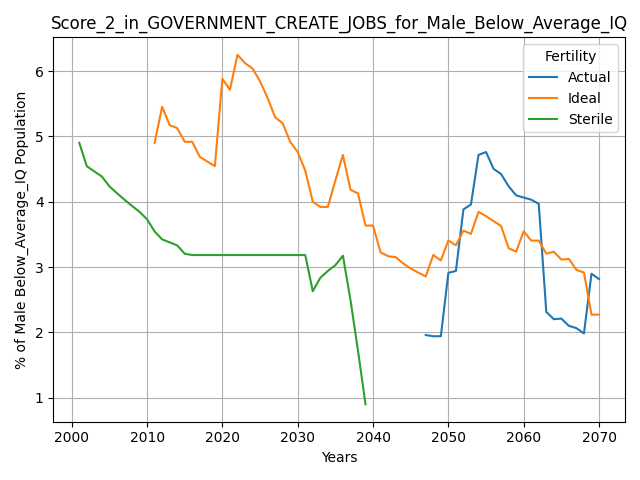 Score_2_in_GOVERNMENT_CREATE_JOBS_for_Male_Below_Average_IQ
Fertility
Actual
Ideal
Sterile
% of Male Below_Average_IQ Population
6
5
4
3
2
1
2000 2010 2020 2030 2040 2050 2060 2070
Years